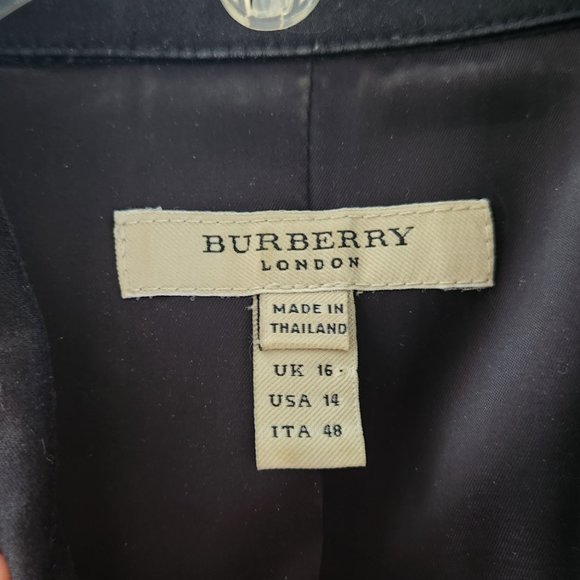 BURBERRY
LONDON
MADE IN
THAILAND
UK 16
USA 14
ITA 48